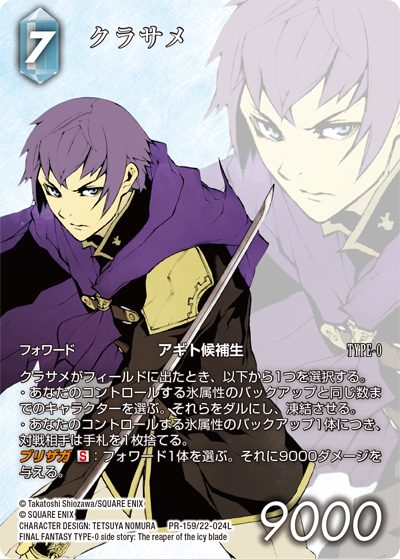 7
クラサメ
フォワード アギト候補生 TYPE-0
クラサメがフィールドに出たとき、以下から1つを選択する。
・あなたのコントロールする氷属性のバックアップと同じ数ま
でのキャラクターを選ぶ。それらをダルにし、凍結させる。
・あなたのコントロールする氷属性のバックアップ1体につき、
対戦相手は手札を1枚捨てる。
ブリザガ S：フォワード1体を選ぶ。それに9000ダメージを
与える。
© Takatoshi Shiozawa/SQUARE ENIX
© SQUARE ENIX
CHARACTER DESIGN: TETSUYA NOMURA PR-159/22-024L
FINAL FANTASY TYPE-0 side story: The reaper of the icy blade
9000